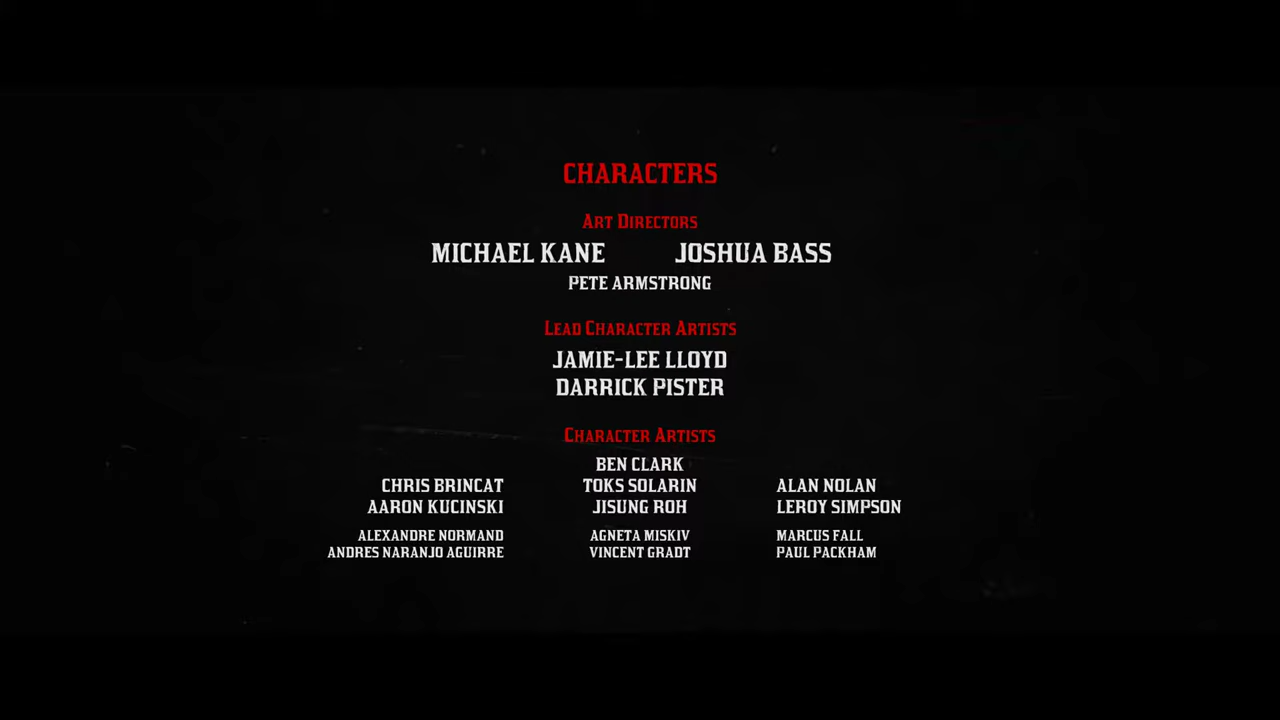 CHARACTERS
ART DIRECTORS
MICHAEL KANE JOSHUA BASS
PETE ARMSTRONG
LEAD CHARACTER ARTISTS
JAMIE-LEE LLOYD
DARRICK PISTER
CHARACTER ARTISTS
BEN CLARK
CHRIS BRINCAT TOKS SOLARIN ALAN NOLAN
AARON KUCINSKI JISUNG ROH LEROY SIMPSON
ALEXANDRE NORMAND AGNETA MISKIV MARCUS FALL
ANDRES NARANJO AGUIRRE VINCENT GRADT PAUL PACKHAM